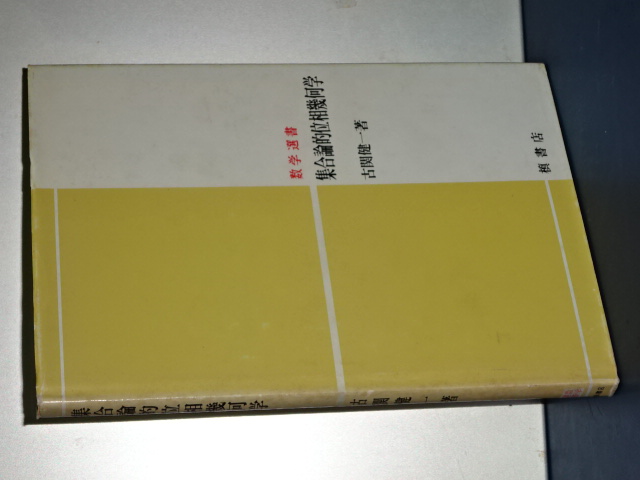 数学選書
集合論的位相幾何学
古関健一著
槙書店
集合論的位相幾何学
古関健一著